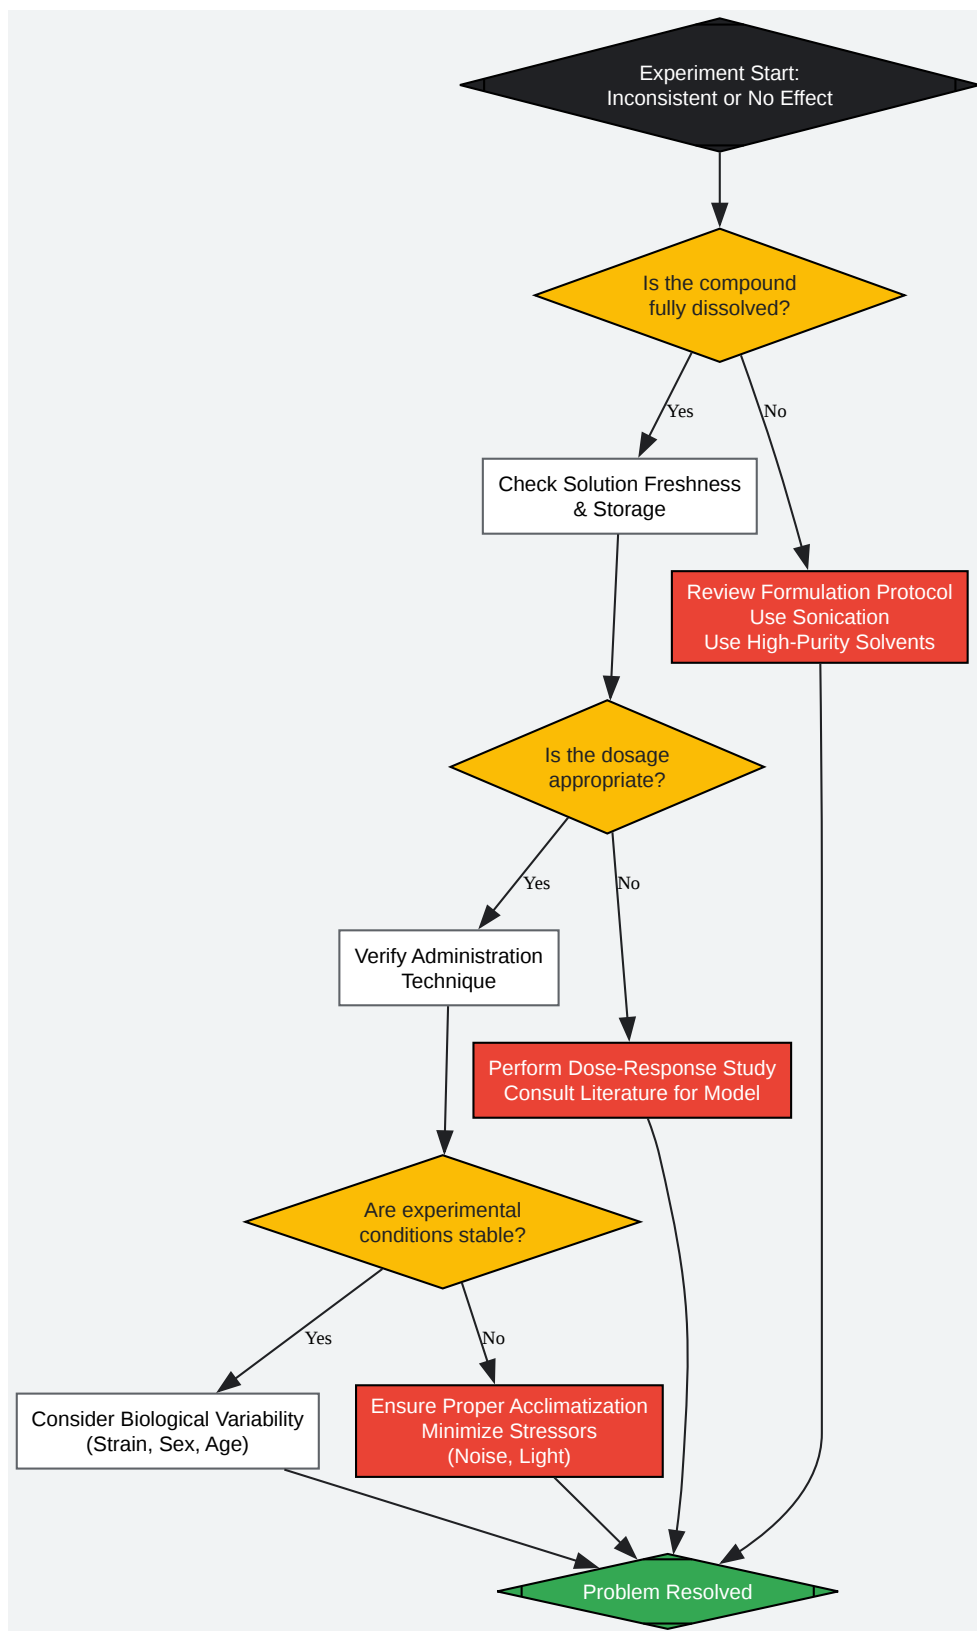 Experiment Start:
Inconsistent or No Effect
Is the compound
fully dissolved?
Yes
No
Check Solution Freshness
& Storage
Review Formulation Protocol
Use Sonication
Use High-Purity Solvents
Is the dosage
appropriate?
Yes
No
Verify Administration
Technique
Perform Dose-Response Study
Consult Literature for Model
Are experimental
conditions stable?
Yes
No
Consider Biological Variability
(Strain, Sex, Age)
Ensure Proper Acclimatization
Minimize Stressors
(Noise, Light)
Problem Resolved